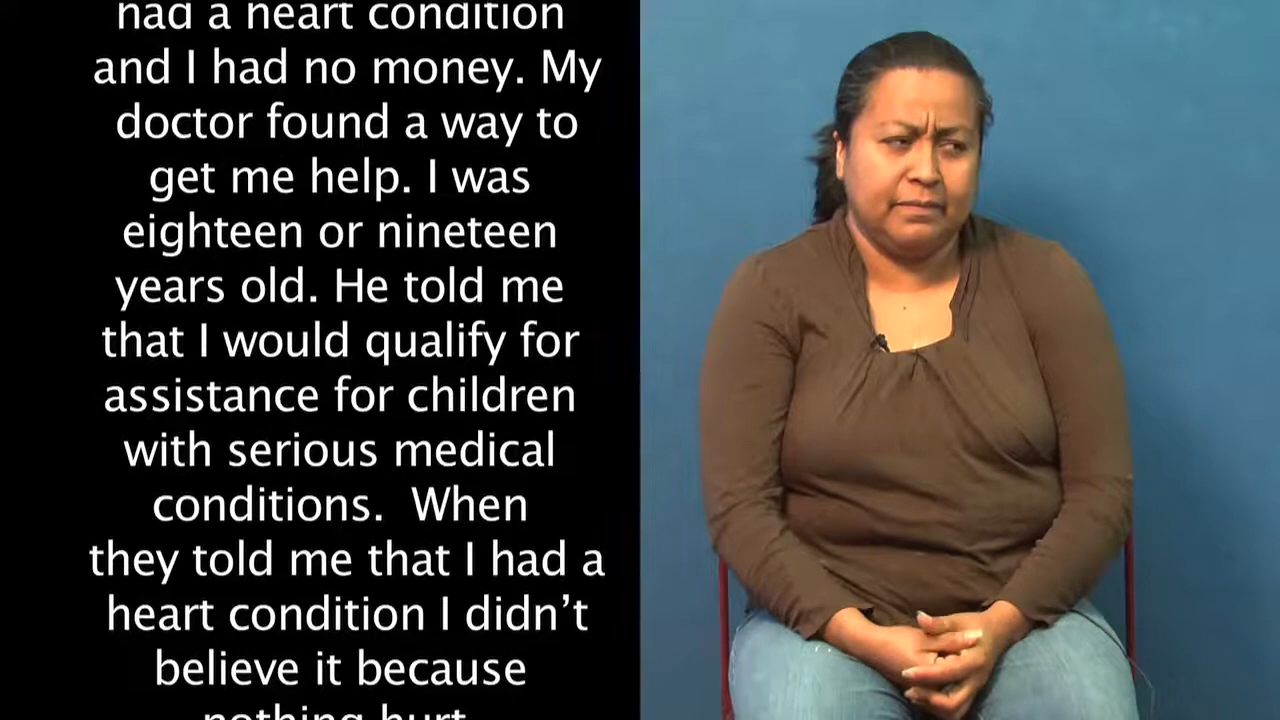 had a heart condition
and I had no money. My
doctor found a way to
get me help. I was
eighteen or nineteen
years old. He told me
that I would qualify for
assistance for children
with serious medical
conditions.  When
they told me that I had a
heart condition I didn’t
believe it because
nothing hurt.